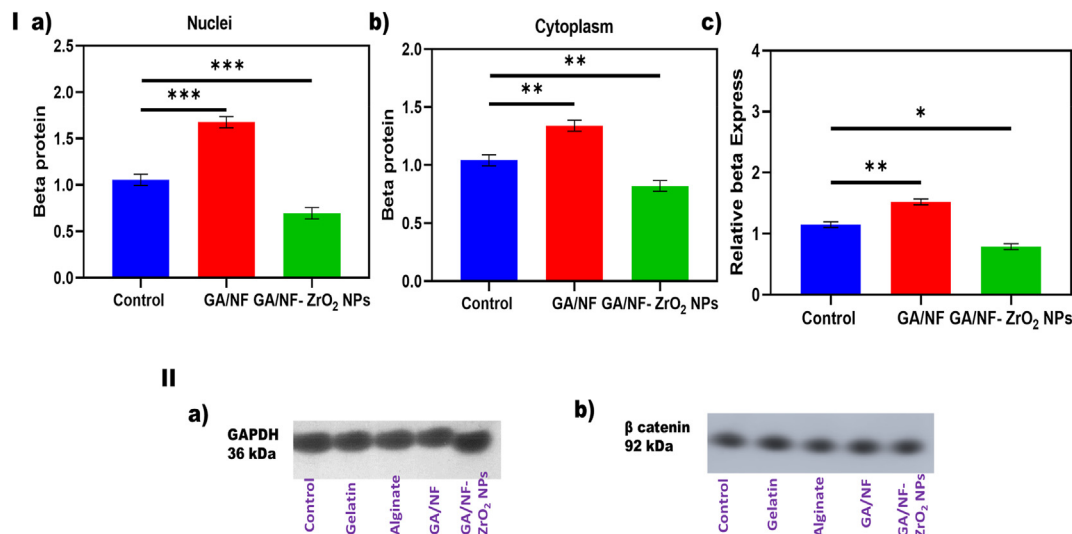 I a)
Nuclei
Beta protein
2.5
2.0
1.5
1.0
0.5
0.0
***
***
Control
GA/NF
GA/NF- ZrO₂ NPs
b)
Cytoplasm
Beta protein
2.0
1.5
1.0
0.5
0.0
**
**
Control
GA/NF
GA/NF- ZrO₂ NPs
c)
Relative beta Express
4
3
2
1
0
*
**
Control
GA/NF
GA/NF- ZrO₂ NPs
II
a)
GAPDH
36 kDa
Control
Gelatin
Alginate
GA/NF
GA/NF-
ZrO₂ NPs
b)
β catenin
92 kDa
Control
Gelatin
Alginate
GA/NF
GA/NF-
ZrO₂ NPs